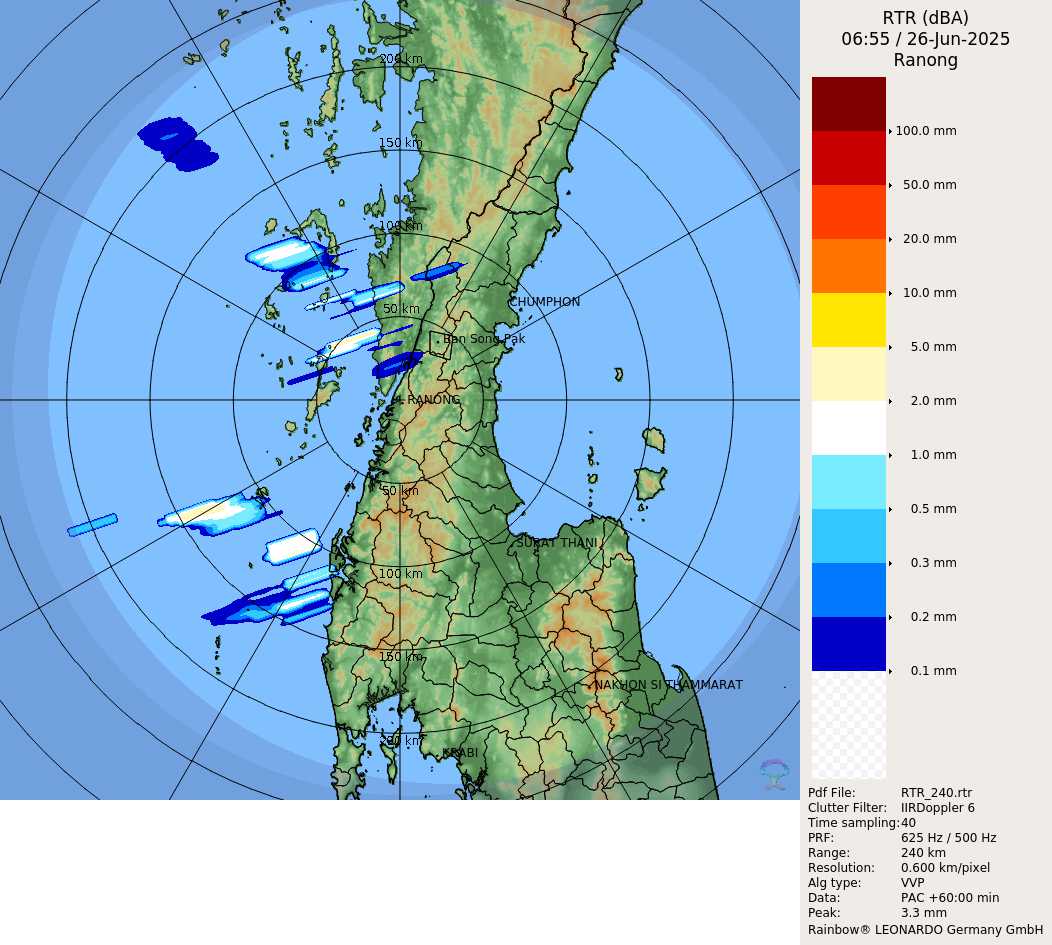 RTR (dBA)
06:55 / 26-Jun-2025
Ranong
200 km
150 km
100 km
50 km
CHUMPHON
Ban Song Pak
RANONG
50 km
SURAT THANI
100 km
150 km
NAKHON SI THAMMARAT
200 km
KRABI
100.0 mm
50.0 mm
20.0 mm
10.0 mm
5.0 mm
2.0 mm
1.0 mm
0.5 mm
0.3 mm
0.2 mm
0.1 mm
Pdf File: RTR_240.rtr
Clutter Filter: IIRDoppler 6
Time sampling:40
PRF: 625 Hz / 500 Hz
Range: 240 km
Resolution: 0.600 km/pixel
Alg type: VVP
Data: PAC +60:00 min
Peak: 3.3 mm
Rainbow® LEONARDO Germany GmbH